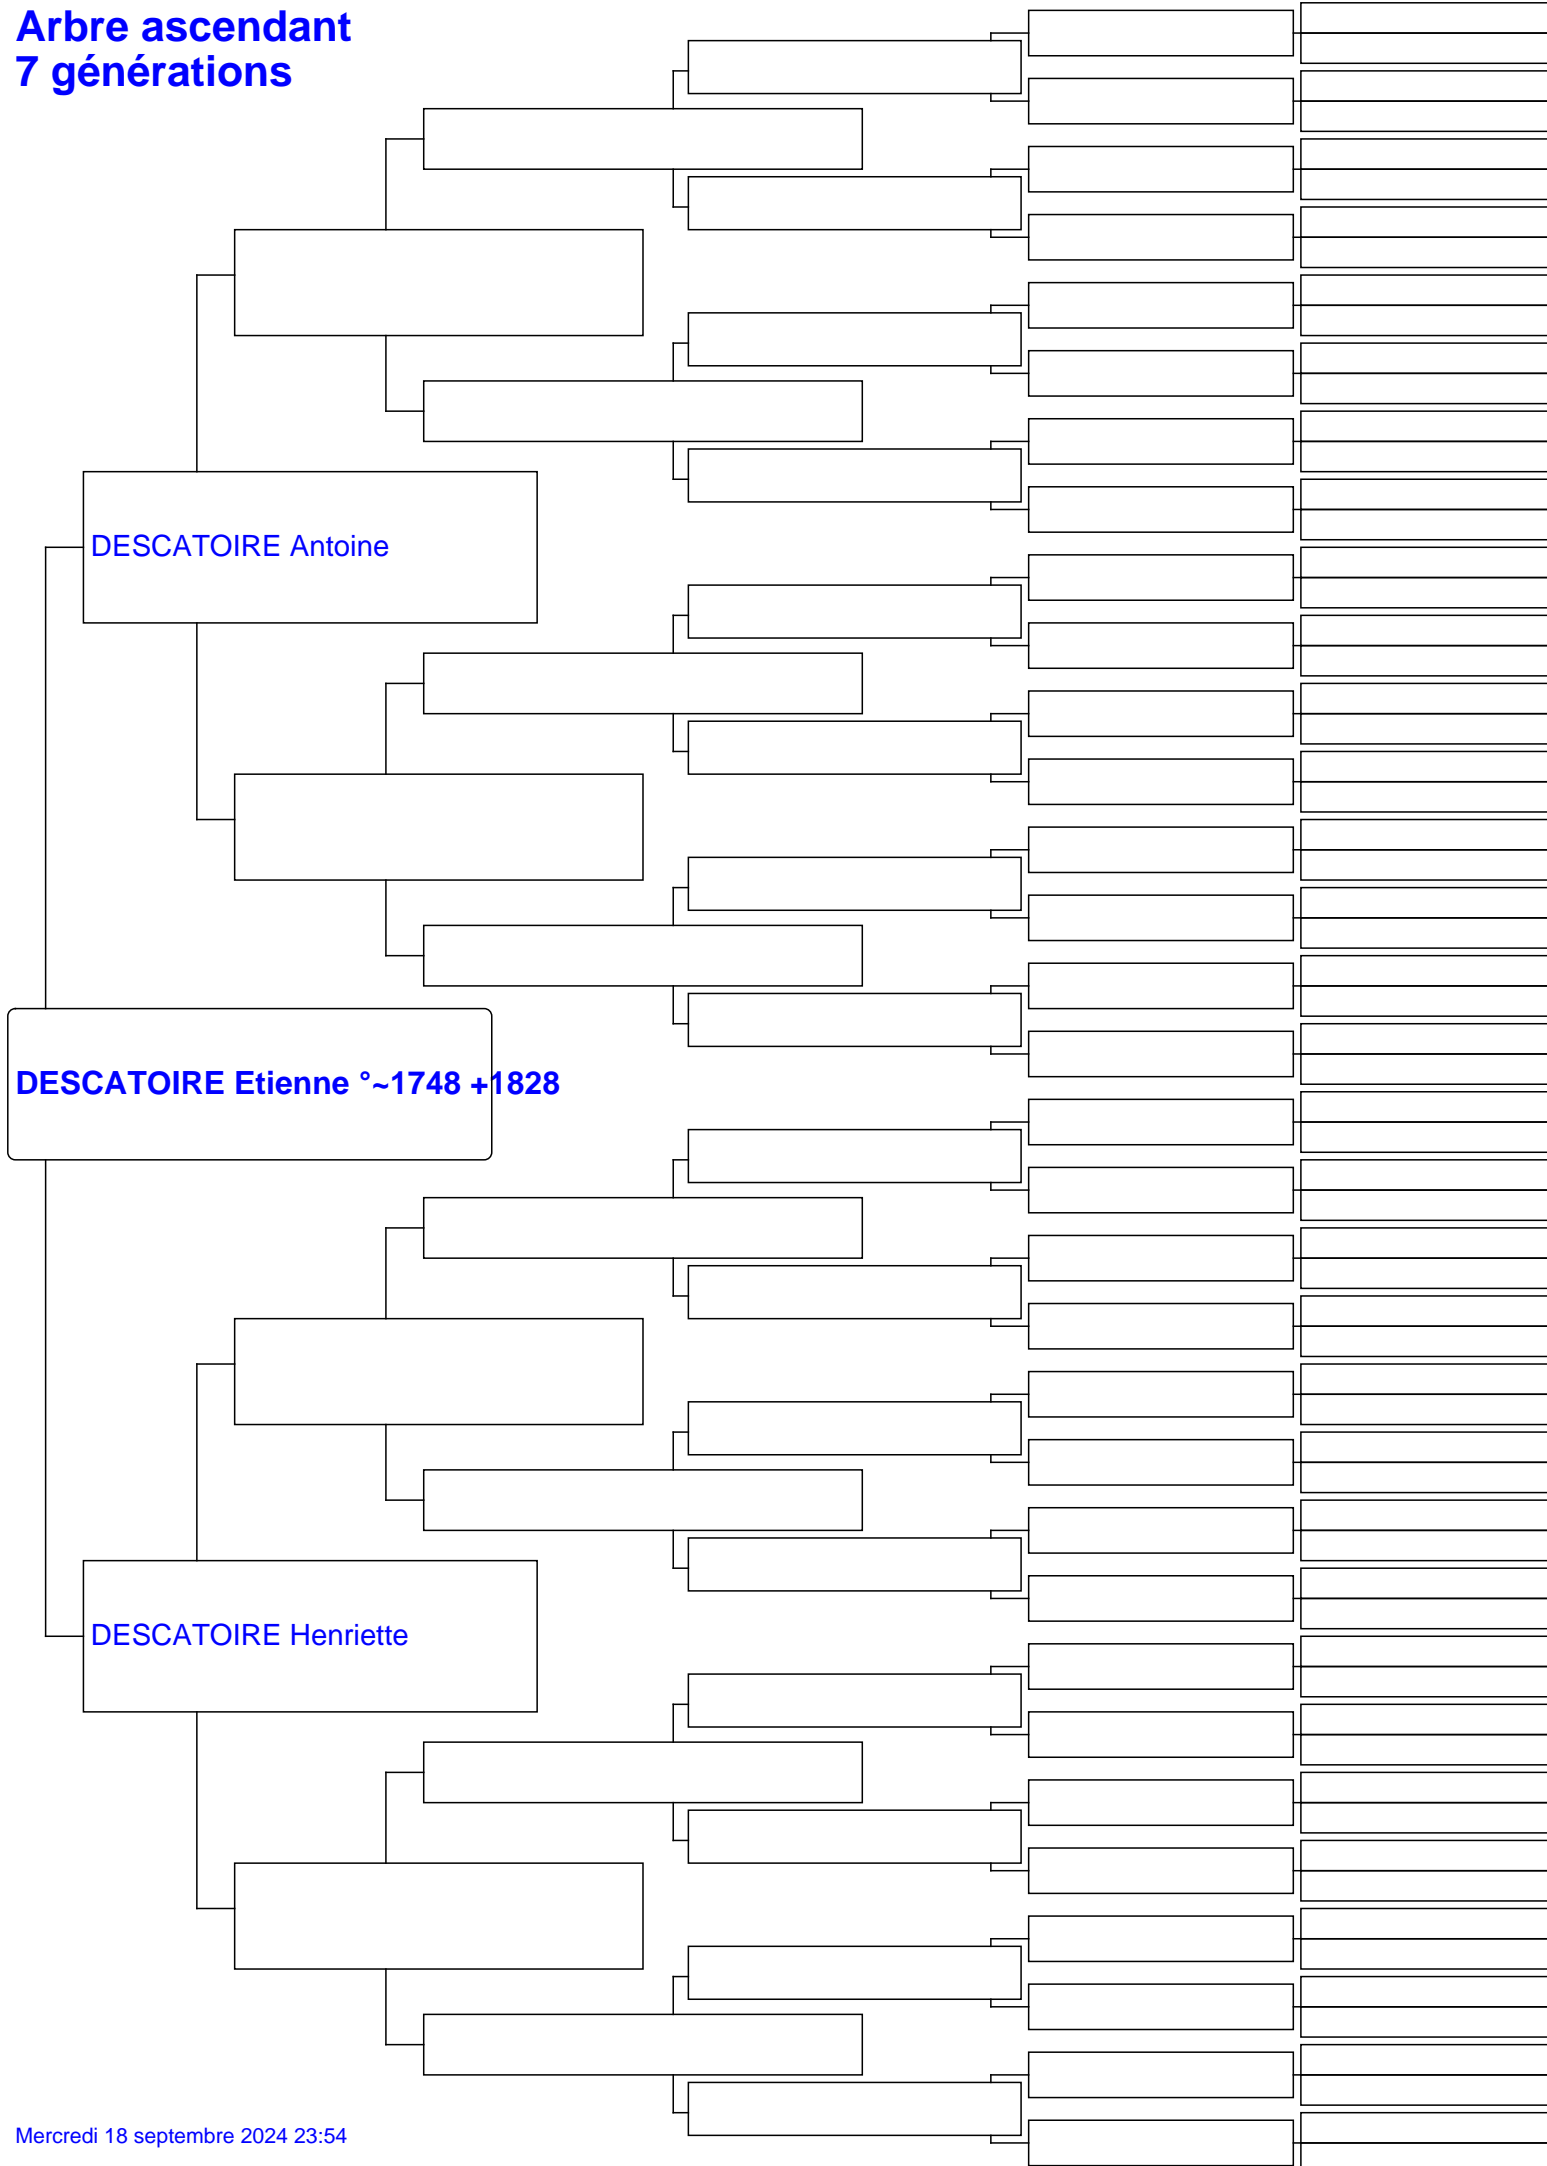 Arbre ascendant
7 générations
DESCATOIRE Antoine
DESCATOIRE Etienne °~1748 +1828
DESCATOIRE Henriette
Mercredi 18 septembre 2024 23:54